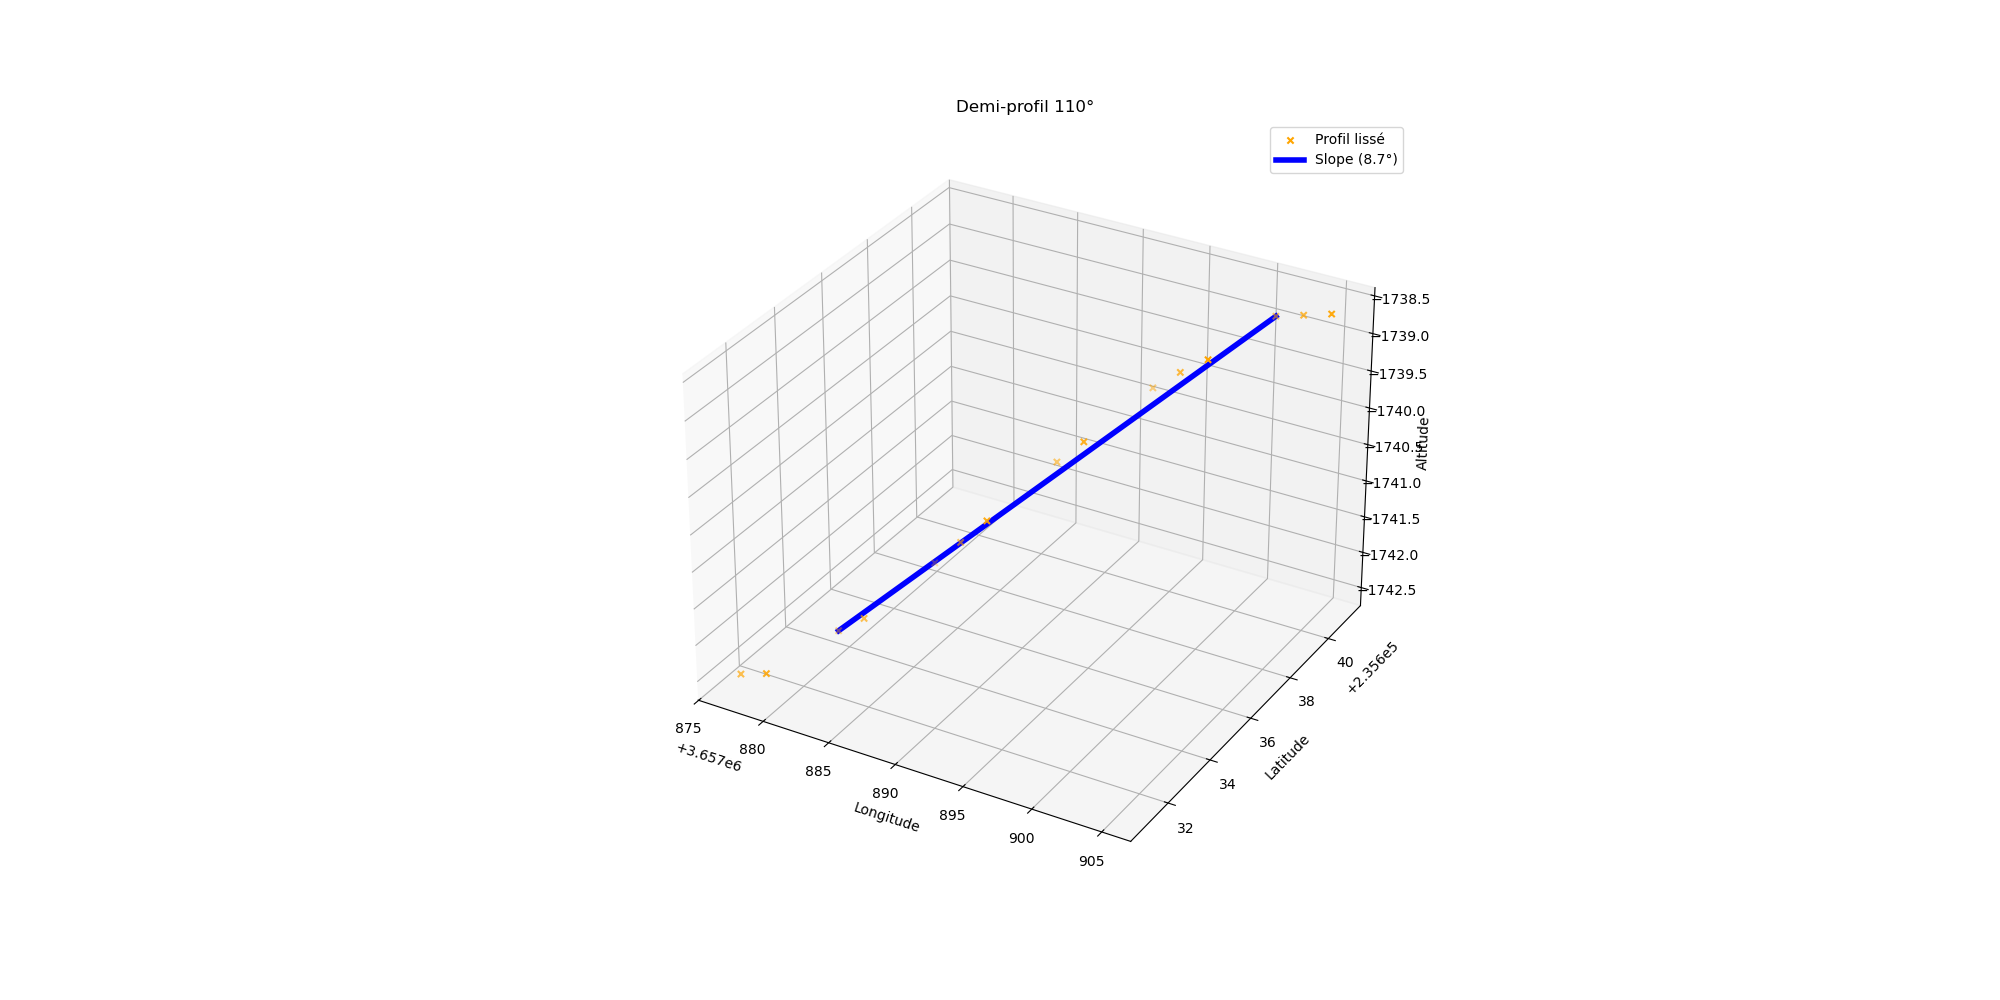 Demi-profil 110°
Profil lissé
Slope (8.7°)
−1738.5
−1739.0
−1739.5
−1740.0
−1740.5
−1741.0
−1741.5
−1742.0
−1742.5
Altitude
40
38
36
34
32
+2.356e5
Latitude
875
880
885
890
895
900
905
+3.657e6
Longitude